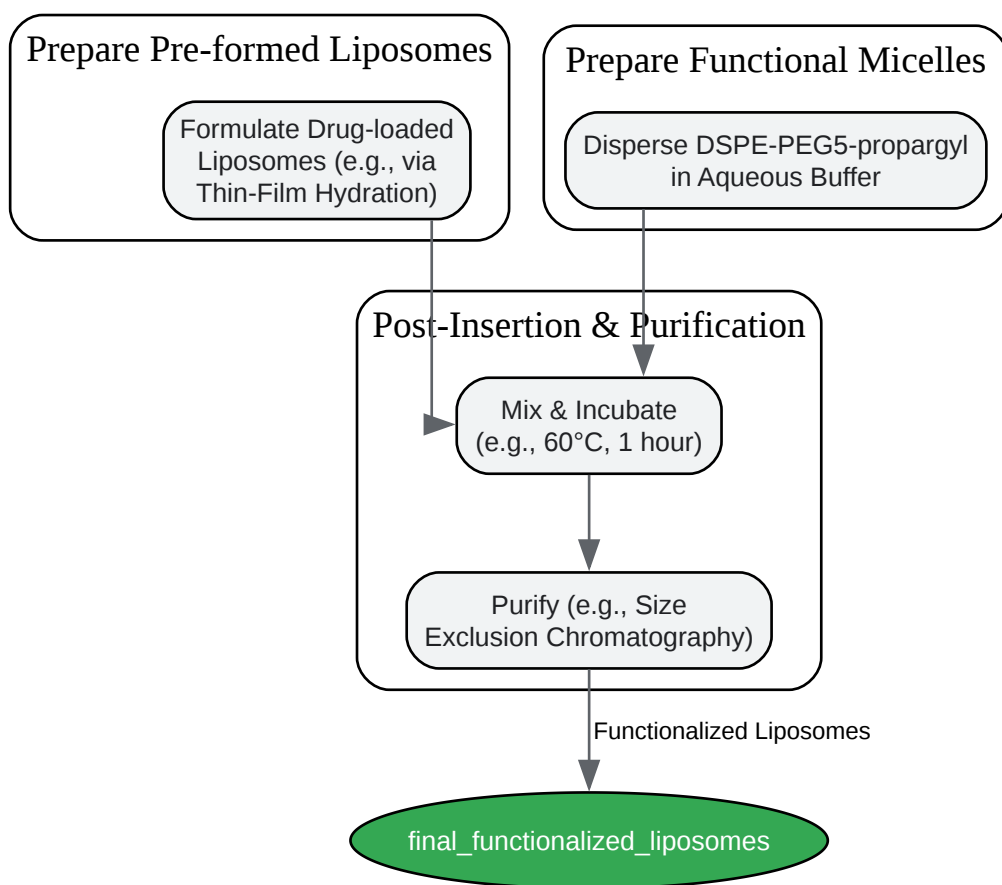 Prepare Pre-formed Liposomes
Formulate Drug-loaded
Liposomes (e.g., via
Thin-Film Hydration)
Prepare Functional Micelles
Disperse DSPE-PEG5-propargyl
in Aqueous Buffer
Post-Insertion & Purification
Mix & Incubate
(e.g., 60°C, 1 hour)
Purify (e.g., Size
Exclusion Chromatography)
Functionalized Liposomes
final_functionalized_liposomes